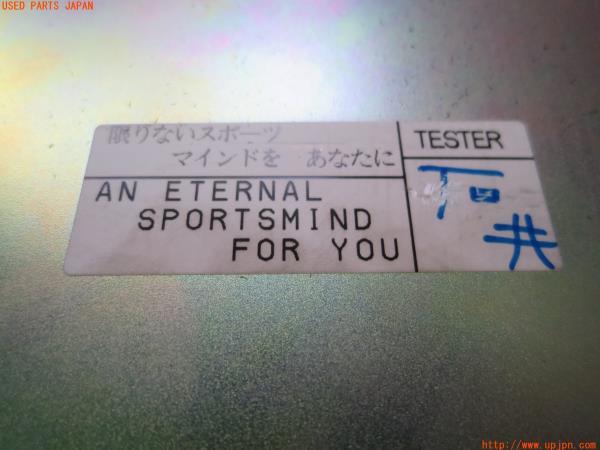 USED PARTS JAPAN
限りないスポーツ
マインドを あなたに
TESTER
AN ETERNAL
SPORTSMIND
FOR YOU
石井
http://www.upjpn.com/